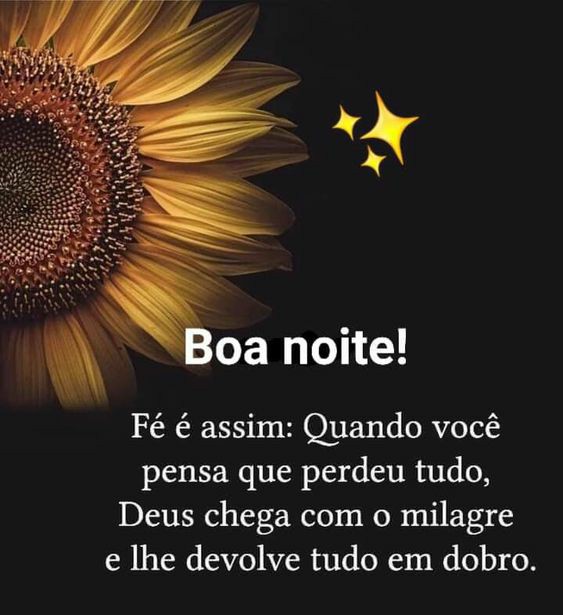 Boa noite!
Fé é assim: Quando você
pensa que perdeu tudo,
Deus chega com o milagre
e lhe devolve tudo em dobro.